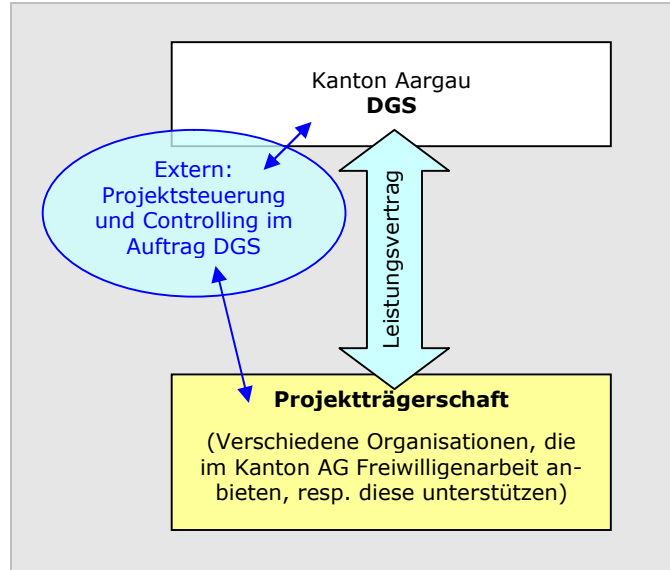 Kanton Aargau
DGS
Extern:
Projektsteuerung
und Controlling im
Auftrag DGS
Leistungsvertrag
Projektträgerschaft
(Verschiedene Organisationen, die
im Kanton AG Freiwilligenarbeit an-
bieten, resp. diese unterstützen)